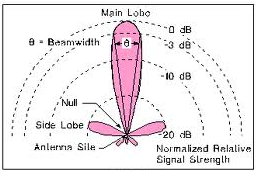 Main Lobe
0 dB
θ = Beamwidth
-3 dB
θ
-10 dB
Null
Side Lobe
-20 dB
Antenna Site
Normalized Relative
Signal Strength